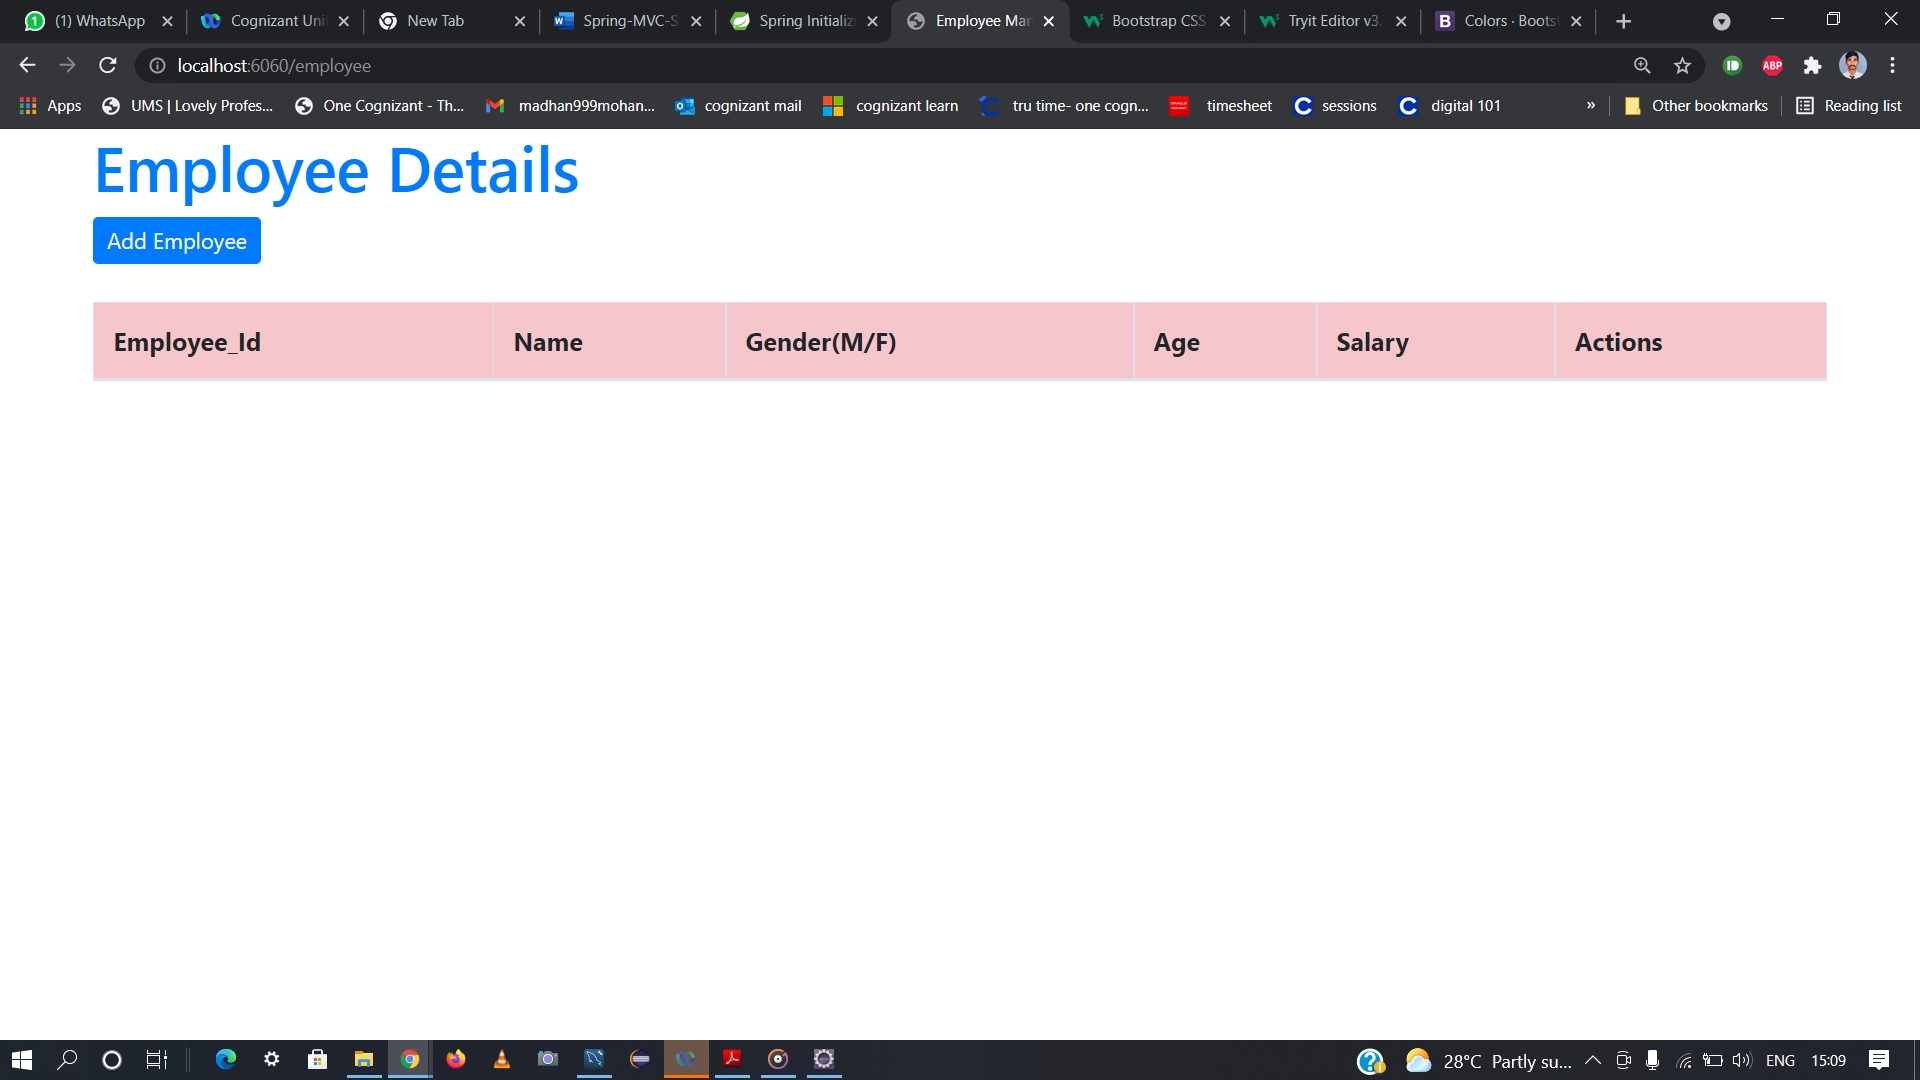 (1) WhatsApp
Cognizant Uni
New Tab
Spring-MVC-S
Spring Initializ
Employee Man
Bootstrap CSS
Tryit Editor v3.
Colors · Boots
localhost:6060/employee
ABP
Apps
UMS | Lovely Profes...
One Cognizant - Th...
madhan999mohan...
cognizant mail
cognizant learn
tru time- one cogn...
timesheet
sessions
digital 101
»
Other bookmarks
Reading list
Employee Details
Add Employee
Employee_Id Name Gender(M/F) Age Salary Actions
28°C Partly su... ENG 15:09